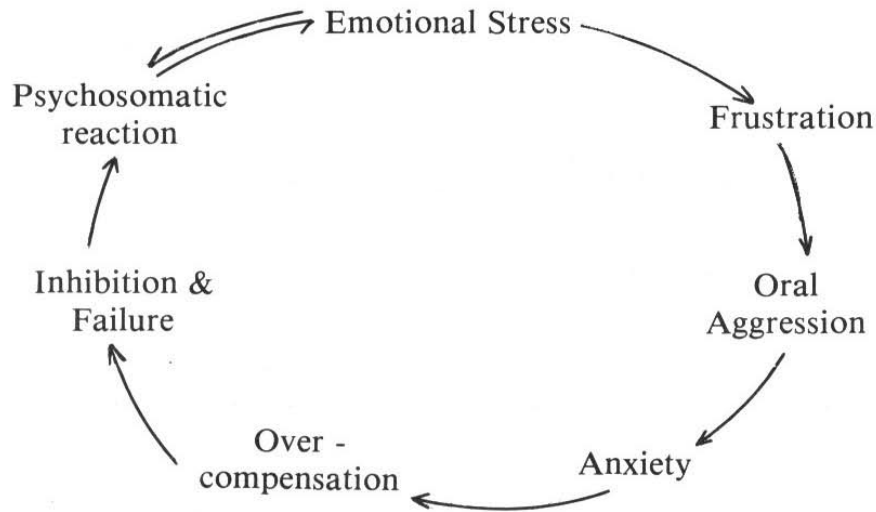 Emotional Stress
Frustration
Oral
Aggression
Anxiety
Over -
compensation
Inhibition &
Failure
Psychosomatic
reaction